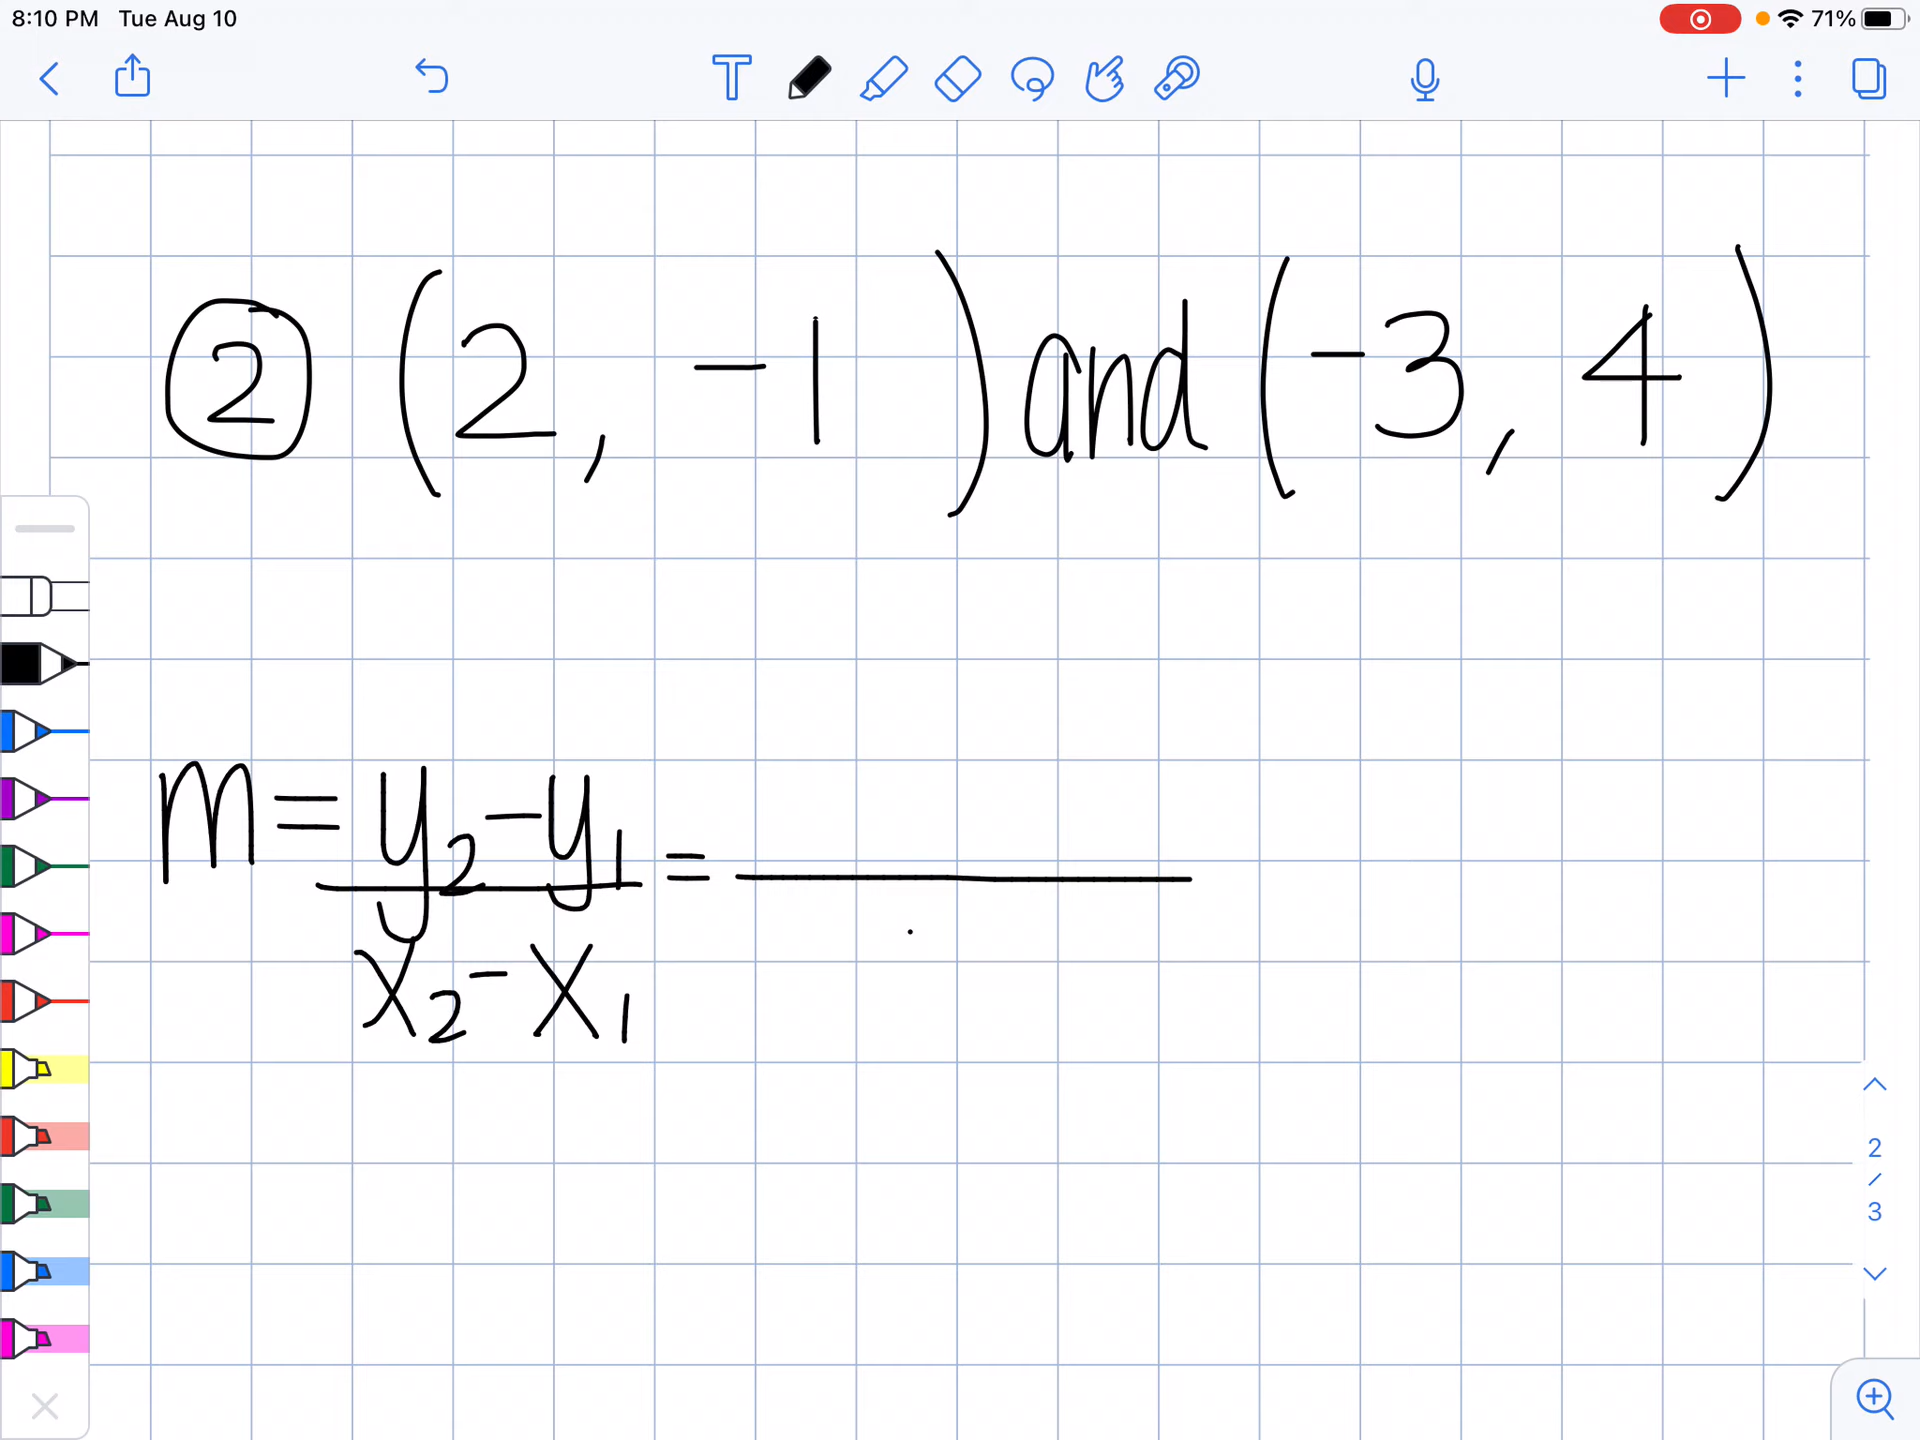 8:10 PM Tue Aug 10 71%
② (2, -1) and (-3, 4)
m = y₂ - y₁ =
x₂ - x₁
2
/
3